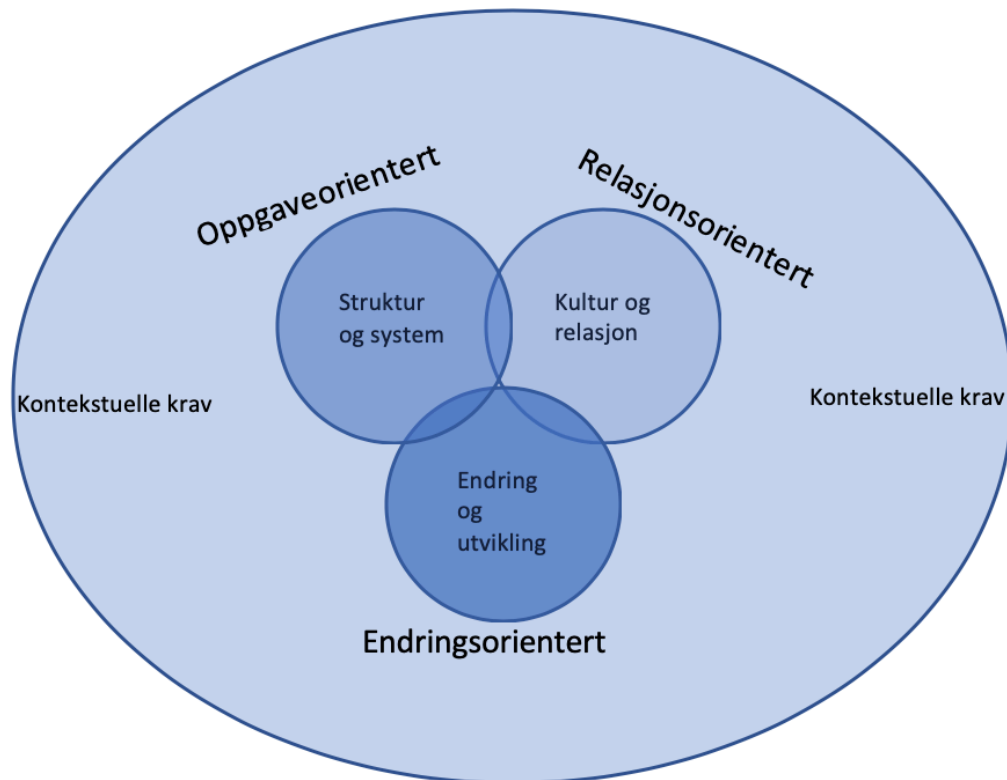 Oppgaveorientert
Relasjonsorientert
Struktur
og system
Kultur og
relasjon
Kontekstuelle krav
Kontekstuelle krav
Endring
og
utvikling
Endringsorientert